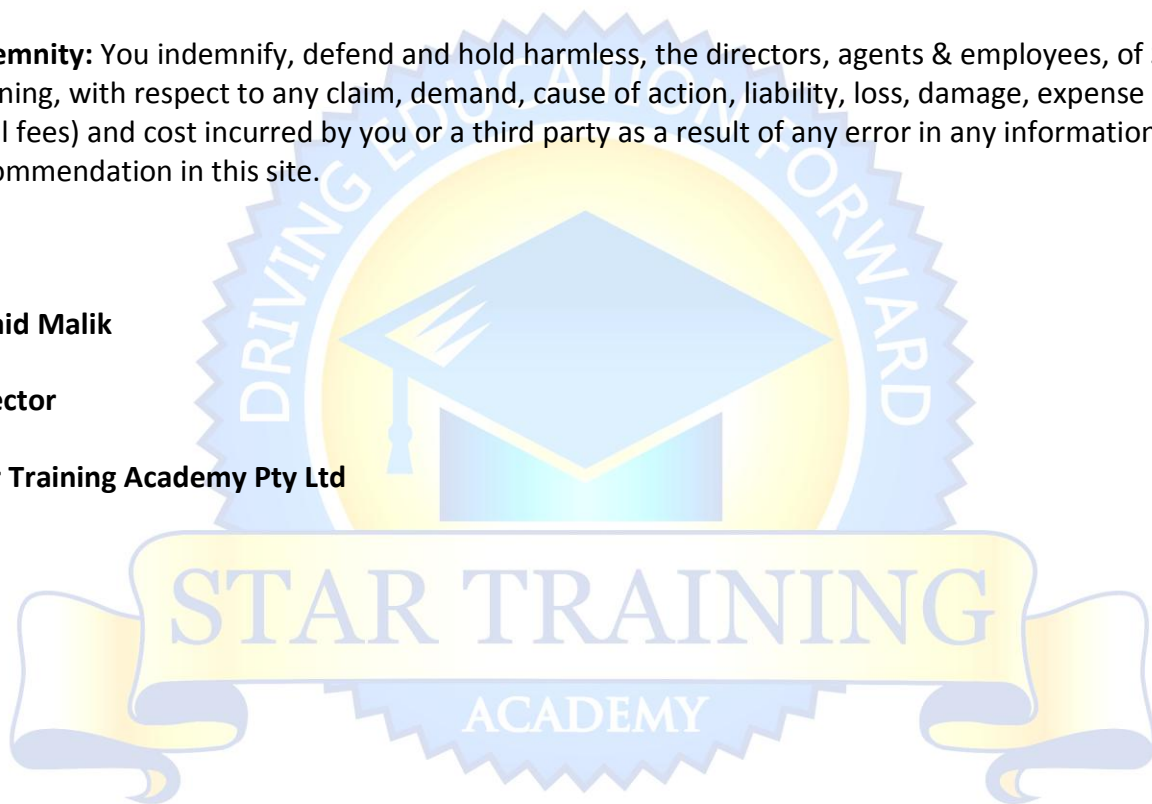 emnity: You indemnify, defend and hold harmless, the directors, agents & employees, of
ning, with respect to any claim, demand, cause of action, liability, loss, damage, expense
l fees) and cost incurred by you or a third party as a result of any error in any information
ommendation in this site.
id Malik
ector
Training Academy Pty Ltd
DRIVING EDUCATION FORWARD
STAR TRAINING
ACADEMY